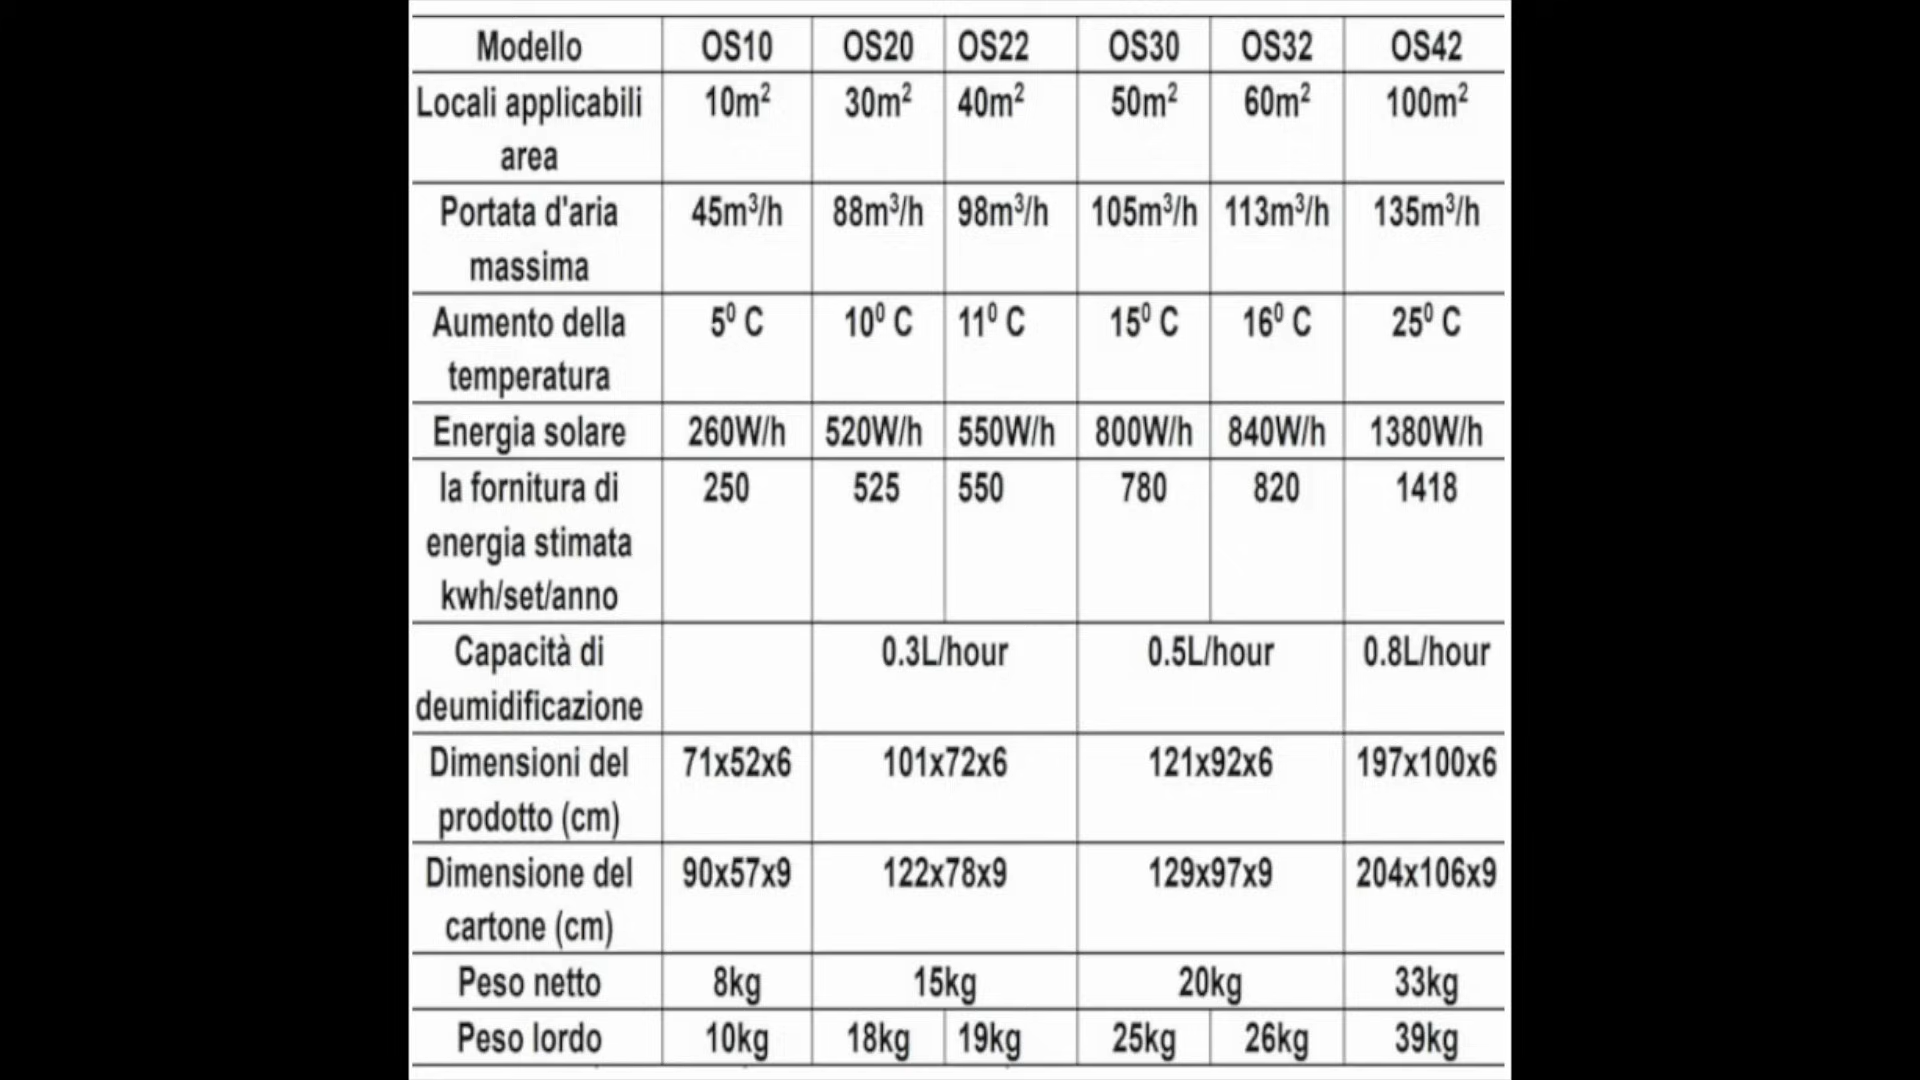 Modello OS10 OS20 OS22 OS30 OS32 OS42
Locali applicabili 10m² 30m² 40m² 50m² 60m² 100m²
area
Portata d'aria 45m³/h 88m³/h 98m³/h 105m³/h 113m³/h 135m³/h
massima
Aumento della 5⁰ C 10⁰ C 11⁰ C 15⁰ C 16⁰ C 25⁰ C
temperatura
Energia solare 260W/h 520W/h 550W/h 800W/h 840W/h 1380W/h
la fornitura di 250 525 550 780 820 1418
energia stimata
kwh/set/anno
Capacità di 0.3L/hour 0.5L/hour 0.8L/hour
deumidificazione
Dimensioni del 71x52x6 101x72x6 121x92x6 197x100x6
prodotto (cm)
Dimensione del 90x57x9 122x78x9 129x97x9 204x106x9
cartone (cm)
Peso netto 8kg 15kg 20kg 33kg
Peso lordo 10kg 18kg 19kg 25kg 26kg 39kg